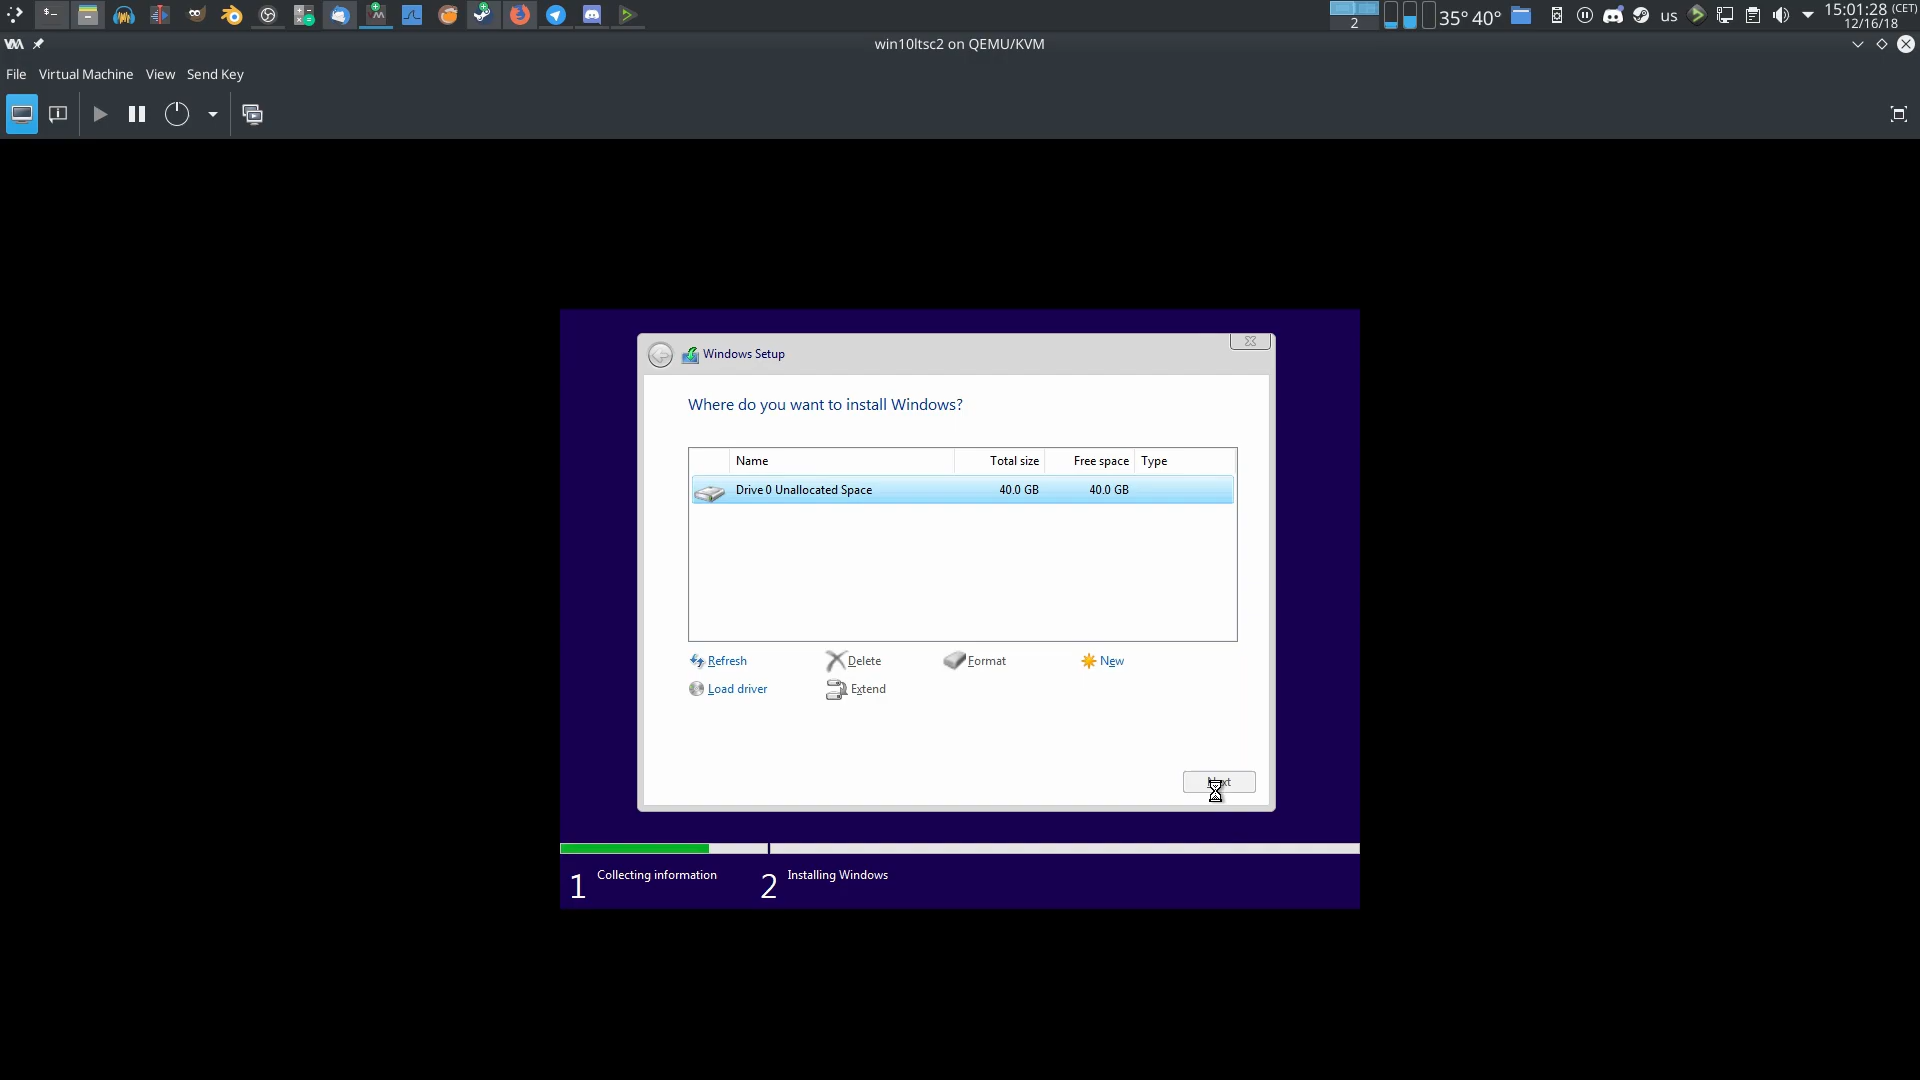 2
35° 40°
us
15:01:28 (CET)
12/16/18
win10ltsc2 on QEMU/KVM
File Virtual Machine View Send Key
Windows Setup
Where do you want to install Windows?
Name Total size Free space Type
Drive 0 Unallocated Space 40.0 GB 40.0 GB
Refresh Delete Format New
Load driver Extend
1 Collecting information 2 Installing Windows